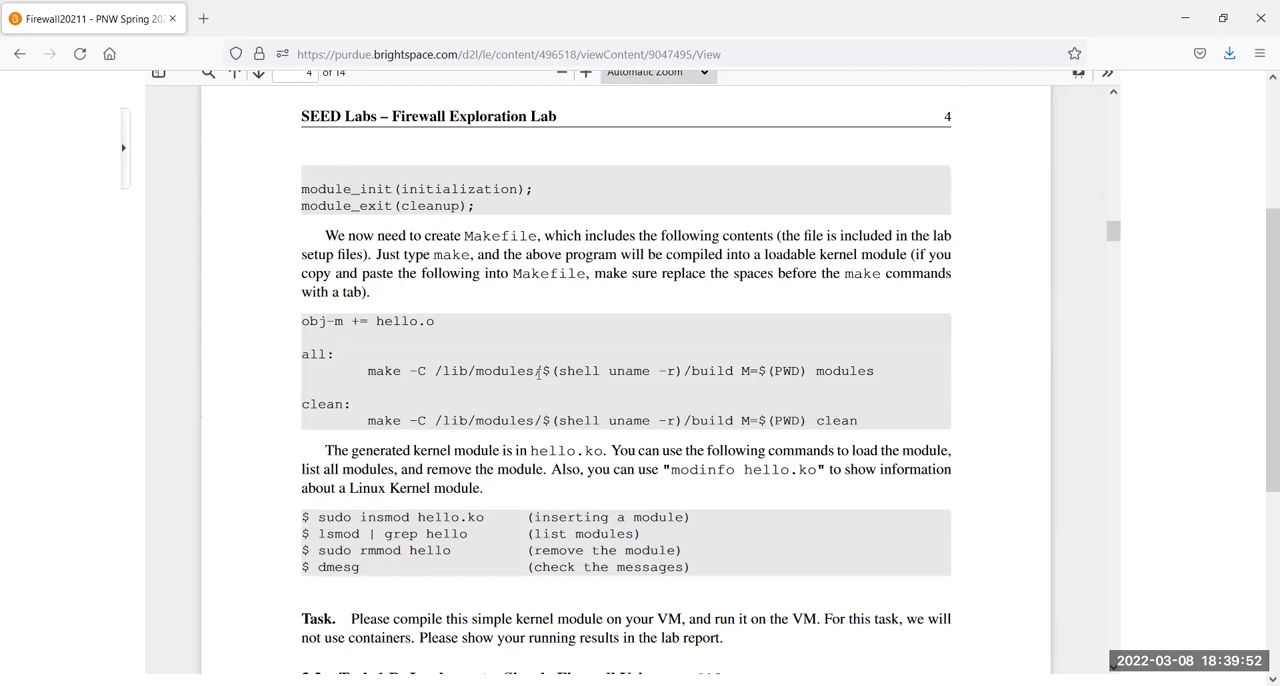 Firewall20211 - PNW Spring 202
https://purdue.brightspace.com/d2l/le/content/496518/viewContent/9047495/View
4 of 14 Automatic Zoom
SEED Labs – Firewall Exploration Lab 4
module_init(initialization);
module_exit(cleanup);
We now need to create Makefile, which includes the following contents (the file is included in the lab
setup files). Just type make, and the above program will be compiled into a loadable kernel module (if you
copy and paste the following into Makefile, make sure replace the spaces before the make commands
with a tab).
obj-m += hello.o
all:
make -C /lib/modules/$(shell uname -r)/build M=$(PWD) modules
clean:
make -C /lib/modules/$(shell uname -r)/build M=$(PWD) clean
The generated kernel module is in hello.ko. You can use the following commands to load the module,
list all modules, and remove the module. Also, you can use "modinfo hello.ko" to show information
about a Linux Kernel module.
$ sudo insmod hello.ko (inserting a module)
$ lsmod | grep hello (list modules)
$ sudo rmmod hello (remove the module)
$ dmesg (check the messages)
Task. Please compile this simple kernel module on your VM, and run it on the VM. For this task, we will
not use containers. Please show your running results in the lab report.
2022-03-08 18:39:52